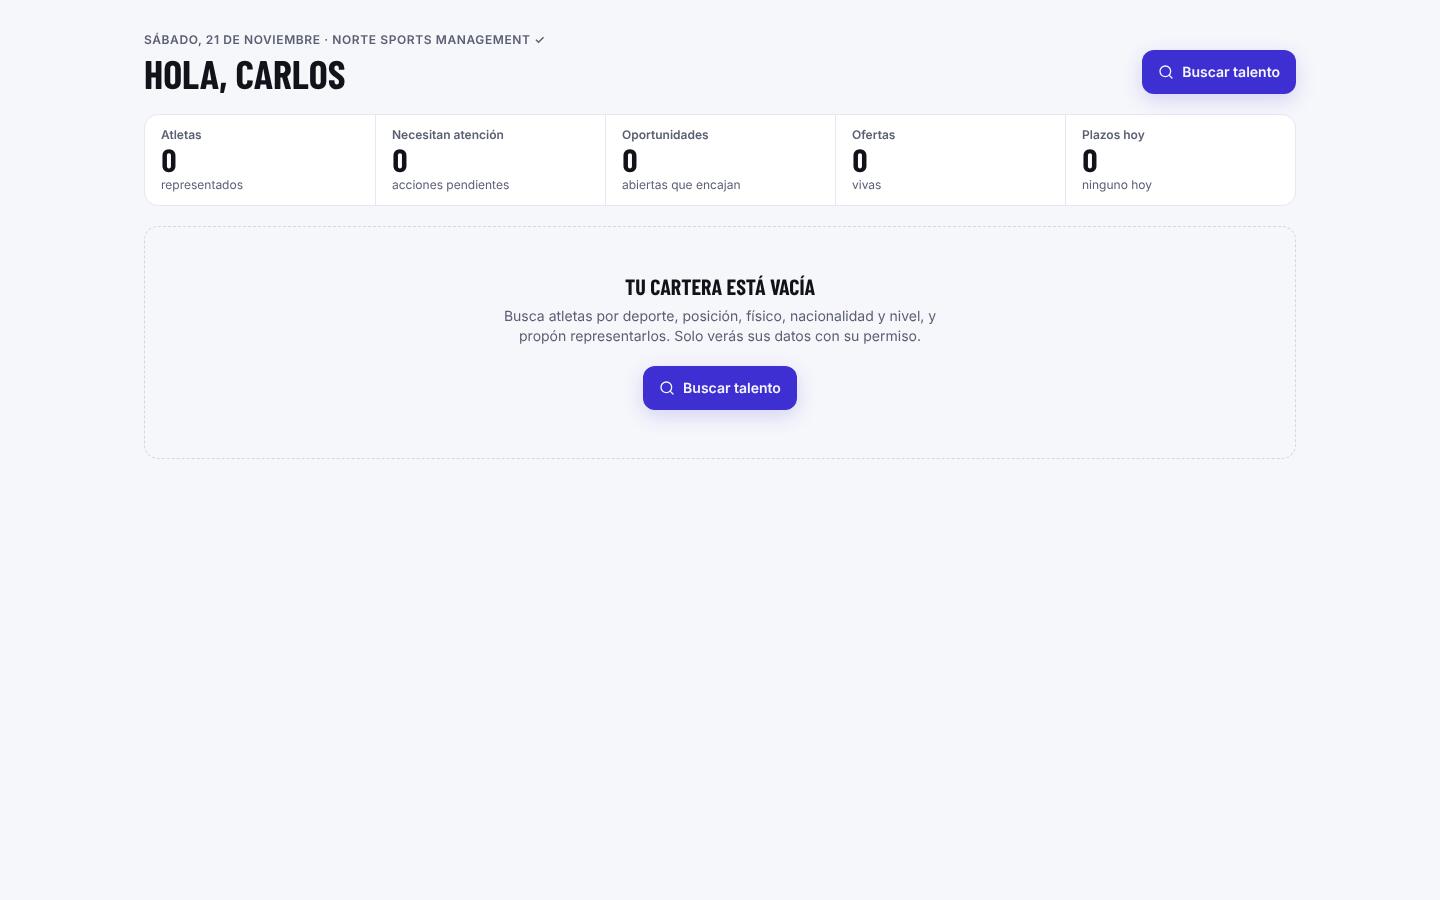 SÁBADO, 21 DE NOVIEMBRE · NORTE SPORTS MANAGEMENT ✓
HOLA, CARLOS
Buscar talento
Atletas
0
representados
Necesitan atención
0
acciones pendientes
Oportunidades
0
abiertas que encajan
Ofertas
0
vivas
Plazos hoy
0
ninguno hoy
TU CARTERA ESTÁ VACÍA
Busca atletas por deporte, posición, físico, nacionalidad y nivel, y
propón representarlos. Solo verás sus datos con su permiso.
Buscar talento